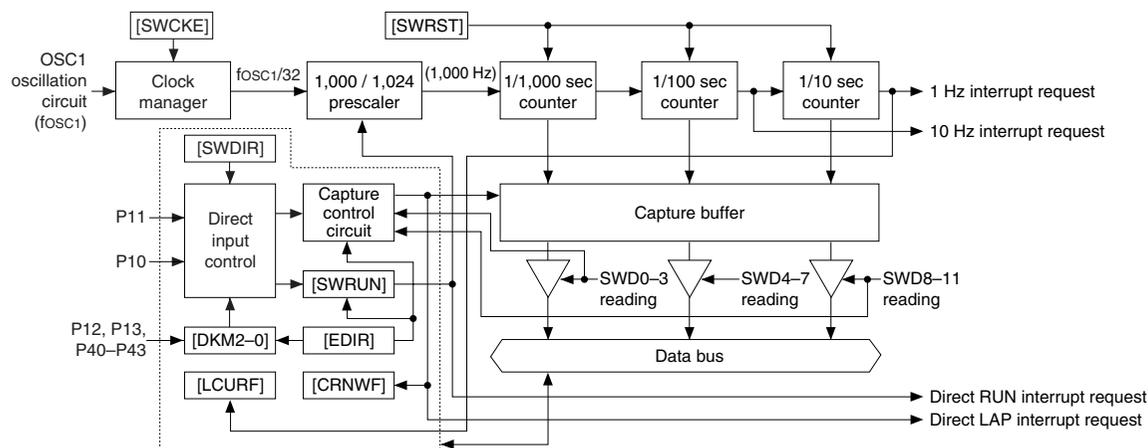 [SWCKE]
[SWRST]
OSC1
oscillation
circuit
(fOSC1)
Clock
manager
fOSC1/32
1,000 / 1,024
prescaler
(1,000 Hz)
1/1,000 sec
counter
1/100 sec
counter
1/10 sec
counter
1 Hz interrupt request
10 Hz interrupt request
[SWDIR]
P11
P10
Direct
input
control
Capture
control
circuit
Capture buffer
[SWRUN]
SWD0–3
reading
SWD4–7
reading
SWD8–11
reading
P12, P13,
P40–P43
[DKM2–0]
[EDIR]
Data bus
[LCURF]
[CRNWF]
Direct RUN interrupt request
Direct LAP interrupt request